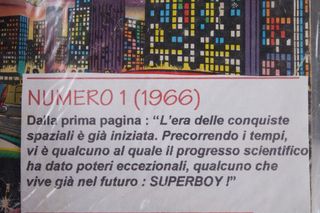 NUMERO 1 (1966)
Dalla prima pagina : “L'era delle conquiste
spaziali è già iniziata. Precorrendo i tempi,
vi è qualcuno al quale il progresso scientifico
ha dato poteri eccezionali, qualcuno che
vive già nel futuro : SUPERBOY !”